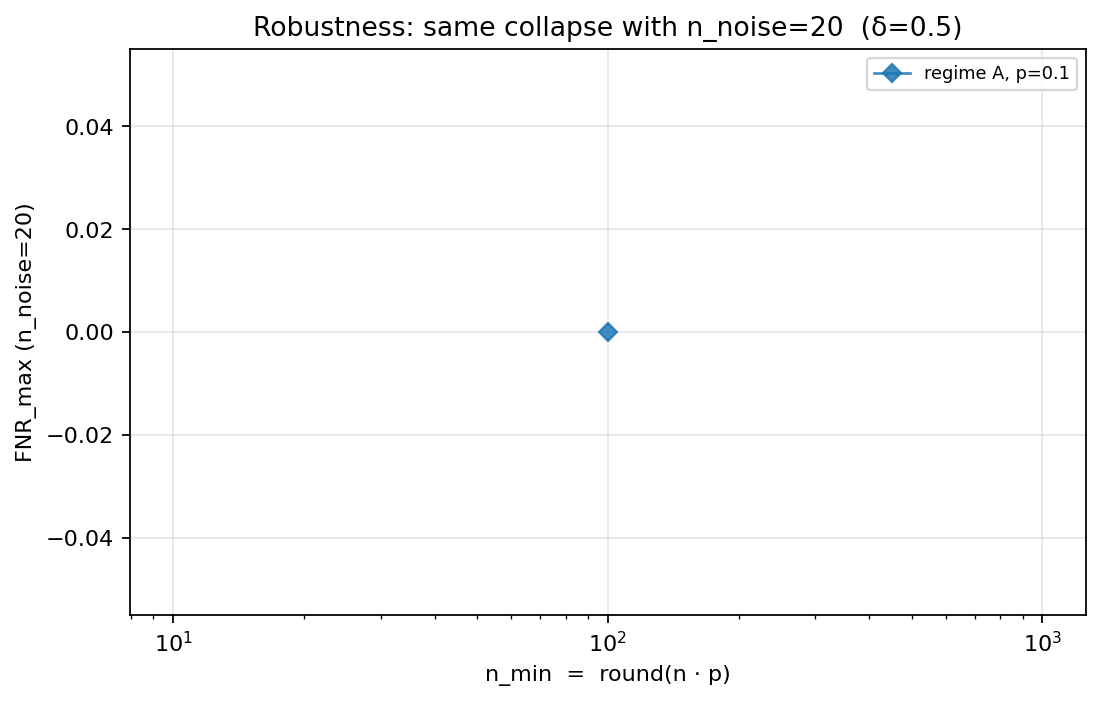 Robustness: same collapse with n_noise=20  (δ=0.5)
regime A, p=0.1
FNR_max (n_noise=20)
0.04
0.02
0.00
−0.02
−0.04
10¹
10²
10³
n_min  =  round(n · p)